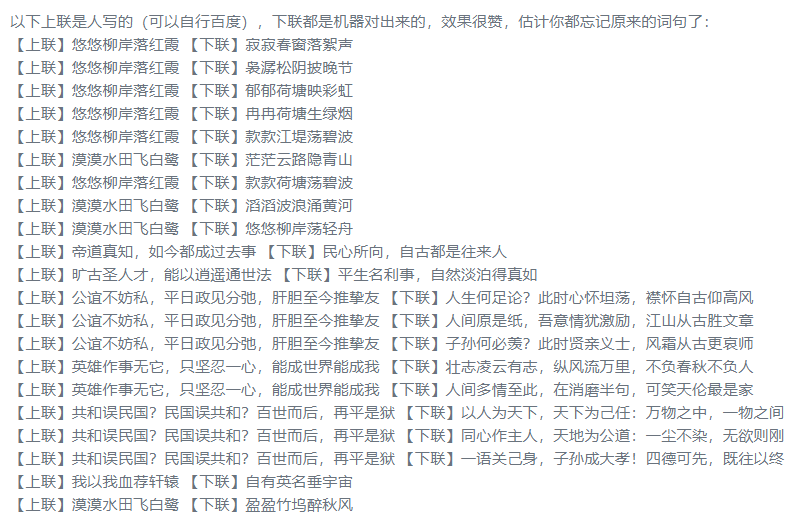 以下上联是人写的（可以自行百度），下联都是机器对出来的，效果很赞，估计你都忘记原来的词句了：
【上联】悠悠柳岸落红霞 【下联】寂寂春窗落絮声
【上联】悠悠柳岸落红霞 【下联】袅潺松阴披晚节
【上联】悠悠柳岸落红霞 【下联】郁郁荷塘映彩虹
【上联】悠悠柳岸落红霞 【下联】冉冉荷塘生绿烟
【上联】悠悠柳岸落红霞 【下联】款款江堤荡碧波
【上联】漠漠水田飞白鹭 【下联】茫茫云路隐青山
【上联】悠悠柳岸落红霞 【下联】款款荷塘荡碧波
【上联】漠漠水田飞白鹭 【下联】滔滔波浪涌黄河
【上联】漠漠水田飞白鹭 【下联】悠悠柳岸荡轻舟
【上联】帝道真知，如今都成过去事 【下联】民心所向，自古都是往来人
【上联】旷古圣人才，能以逍遥通世法 【下联】平生名利事，自然淡泊得真如
【上联】公谊不妨私，平日政见分弛，肝胆至今推挚友 【下联】人生何足论？此时心怀坦荡，襟怀自古仰高风
【上联】公谊不妨私，平日政见分弛，肝胆至今推挚友 【下联】人间原是纸，吾意情犹激励，江山从古胜文章
【上联】公谊不妨私，平日政见分弛，肝胆至今推挚友 【下联】子孙何必羡？此时贤亲义士，风霜从古更哀师
【上联】英雄作事无它，只坚忍一心，能成世界能成我 【下联】壮志凌云有志，纵风流万里，不负春秋不负人
【上联】英雄作事无它，只坚忍一心，能成世界能成我 【下联】人间多情至此，在消磨半句，可笑天伦最是家
【上联】共和误民国？民国误共和？百世而后，再平是狱 【下联】以人为天下，天下为己任：万物之中，一物之间
【上联】共和误民国？民国误共和？百世而后，再平是狱 【下联】同心作主人，天地为公道：一尘不染，无欲则刚
【上联】共和误民国？民国误共和？百世而后，再平是狱 【下联】一语关己身，子孙成大孝！四德可先，既往以终
【上联】我以我血荐轩辕 【下联】自有英名垂宇宙
【上联】漠漠水田飞白鹭 【下联】盈盈竹坞醉秋风